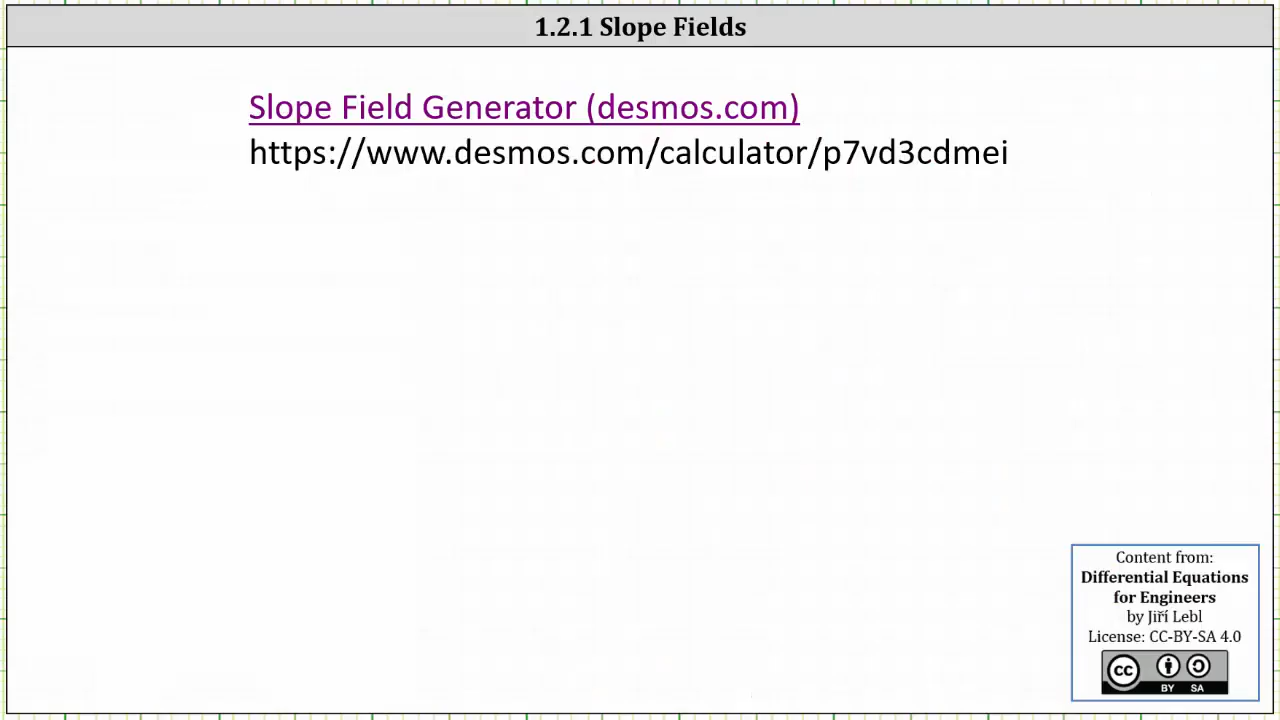 1.2.1 Slope Fields
Slope Field Generator (desmos.com)
https://www.desmos.com/calculator/p7vd3cdmei
Content from:
Differential Equations
for Engineers
by Jiří Lebl
License: CC-BY-SA 4.0
cc
BY SA